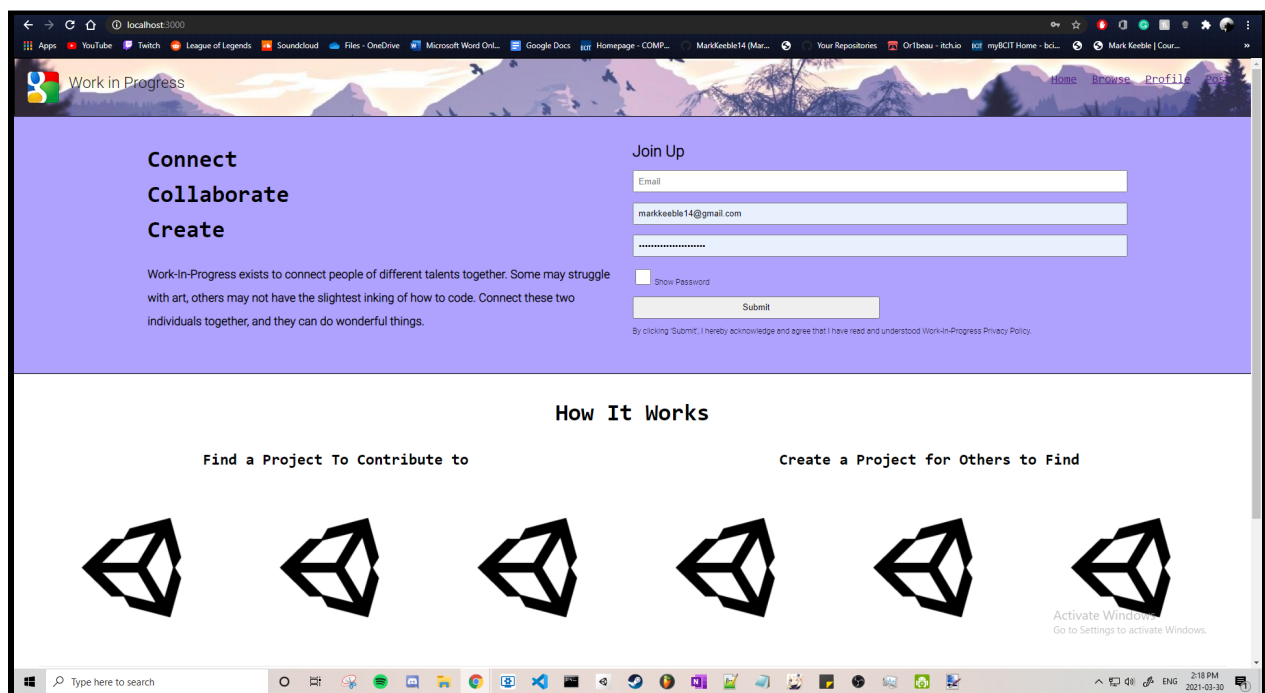 localhost:3000
Apps YouTube Twitch League of Legends Soundcloud Files - OneDrive Microsoft Word Onl... Google Docs Homepage - COMP... MarkKeeble14 (Mar... Your Repositories Or1beau - itch.io myBCIT Home - bci... Mark Keeble | Cour... »
Work in Progress
Home Browse Profile Post
Connect
Collaborate
Create
Work-In-Progress exists to connect people of different talents together. Some may struggle
with art, others may not have the slightest inking of how to code. Connect these two
individuals together, and they can do wonderful things.
Join Up
Email
markkeeble14@gmail.com
Show Password
Submit
By clicking 'Submit', I hereby acknowledge and agree that I have read and understood Work-In-Progress Privacy Policy.
How It Works
Find a Project To Contribute to
Create a Project for Others to Find
Activate Windows
Go to Settings to activate Windows.
Type here to search
ENG
2:18 PM
2021-03-30